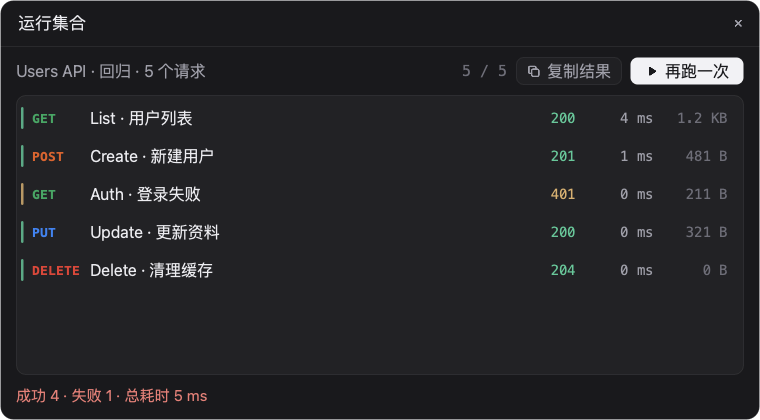 运行集合 ×
Users API · 回归 · 5 个请求 5 / 5 复制结果 再跑一次
GET List · 用户列表 200 4 ms 1.2 KB
POST Create · 新建用户 201 1 ms 481 B
GET Auth · 登录失败 401 0 ms 211 B
PUT Update · 更新资料 200 0 ms 321 B
DELETE Delete · 清理缓存 204 0 ms 0 B
成功 4 · 失败 1 · 总耗时 5 ms